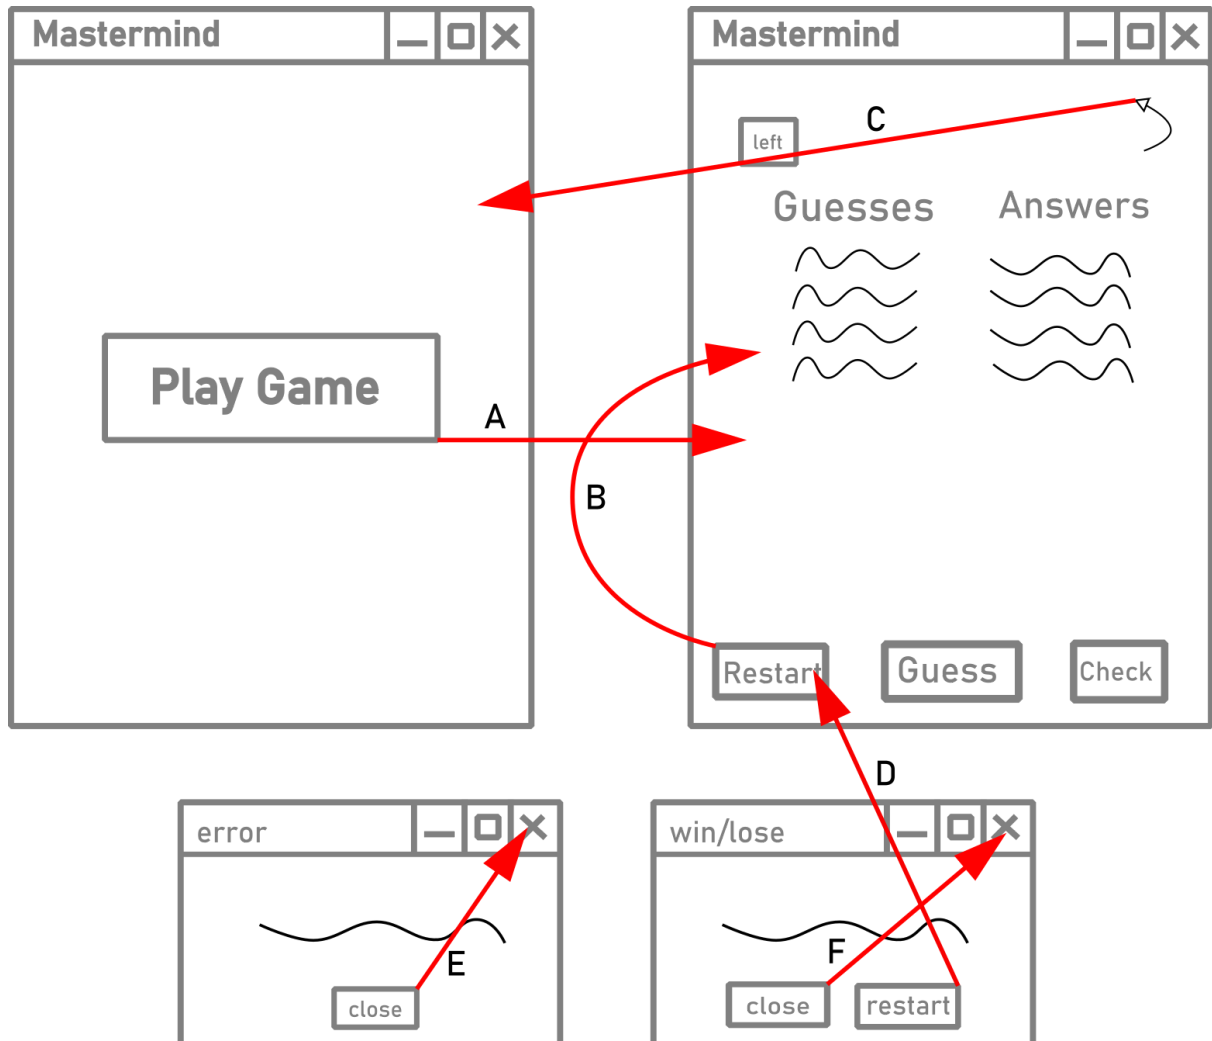 Mastermind
Play Game
A
B
Mastermind
C
left
Guesses Answers
Restart Guess Check
D
error
E
close
win/lose
F
close restart